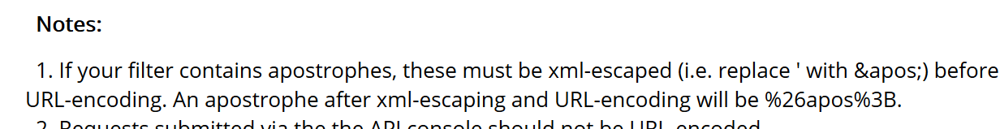 Notes:
1. If your filter contains apostrophes, these must be xml-escaped (i.e. replace ' with &apos;) before
URL-encoding. An apostrophe after xml-escaping and URL-encoding will be %26apos%3B.
2. Requests submitted via the the API console should not be URL-encoded